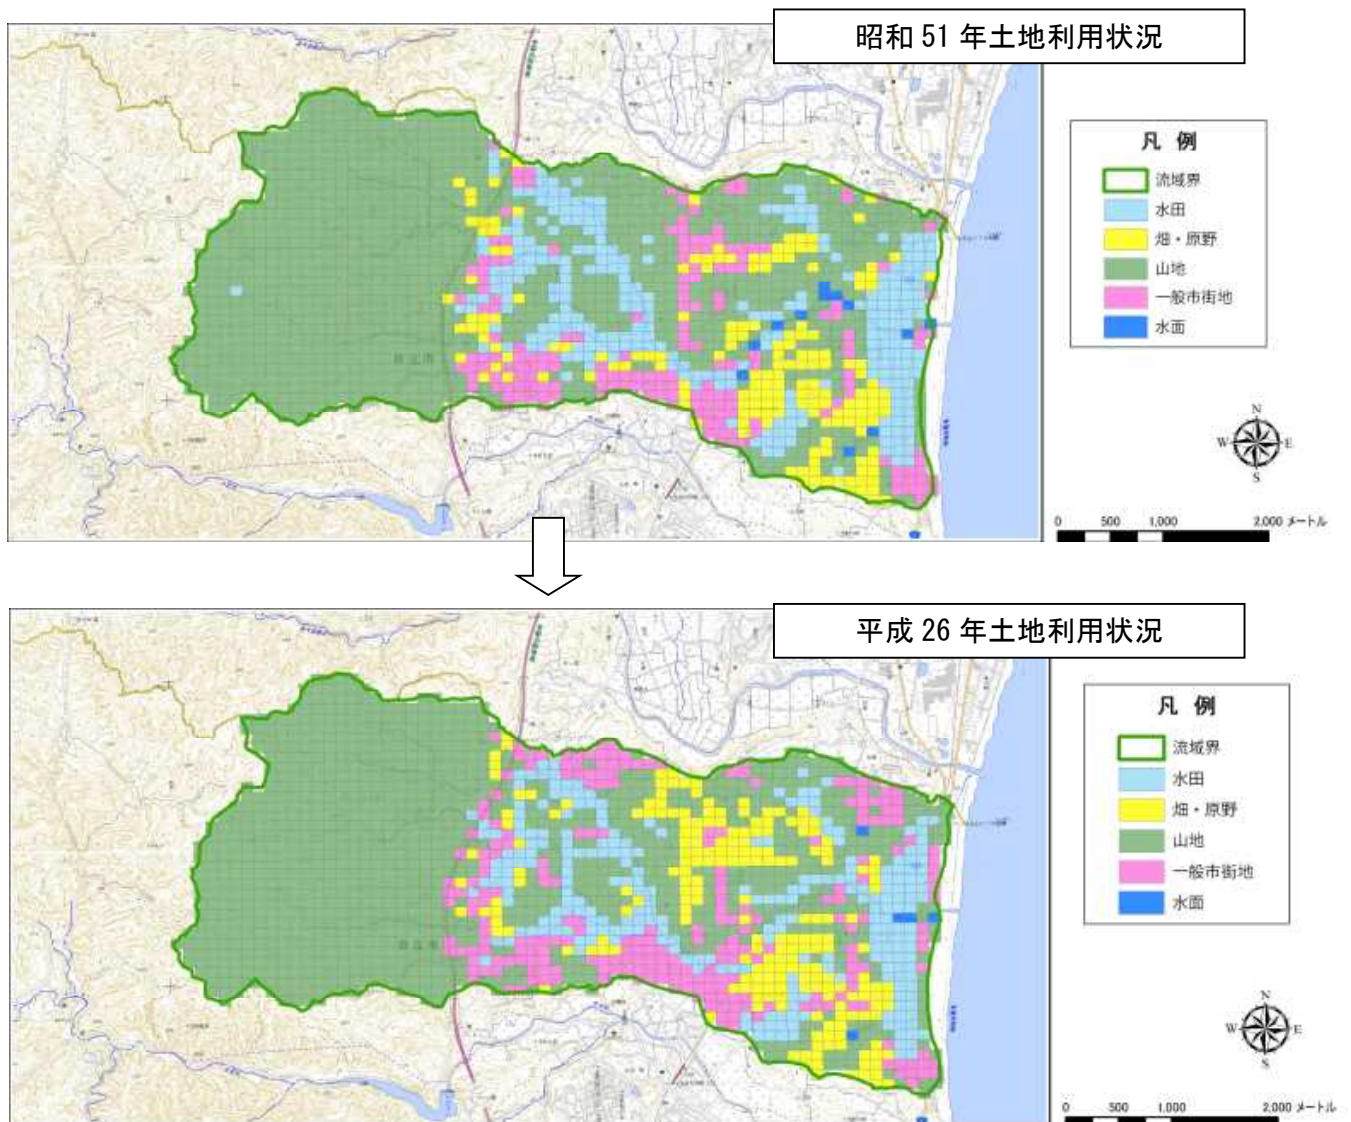 昭和 51 年土地利用状況
凡 例
流域界
水田
畑・原野
山地
一般市街地
水面
N
W E
S
0 500 1,000 2,000 メートル
平成 26 年土地利用状況
凡 例
流域界
水田
畑・原野
山地
一般市街地
水面
N
W E
S
0 500 1,000 2,000 メートル